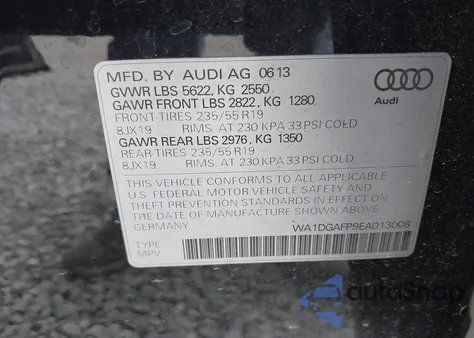 MFD. BY AUDI AG 06 13
GVWR LBS 5622, KG 2550
GAWR FRONT LBS 2822, KG 1280
FRONT-TIRES 235/55 R19
8JX19 RIMS, AT 230 KPA 33 PSI COLD
GAWR REAR LBS 2976, KG 1350
REAR-TIRES 235/55 R19
8JX19 RIMS, AT 230 KPA 33 PSI COLD
THIS VEHICLE CONFORMS TO ALL APPLICABLE
U.S. FEDERAL MOTOR VEHICLE SAFETY AND
THEFT PREVENTION STANDARDS IN EFFECT ON THE
DATE OF MANUFACTURE SHOWN ABOVE
GERMANY
WA1DGAFP9EA013008
TYPE
MPV
Audi
autoSnap